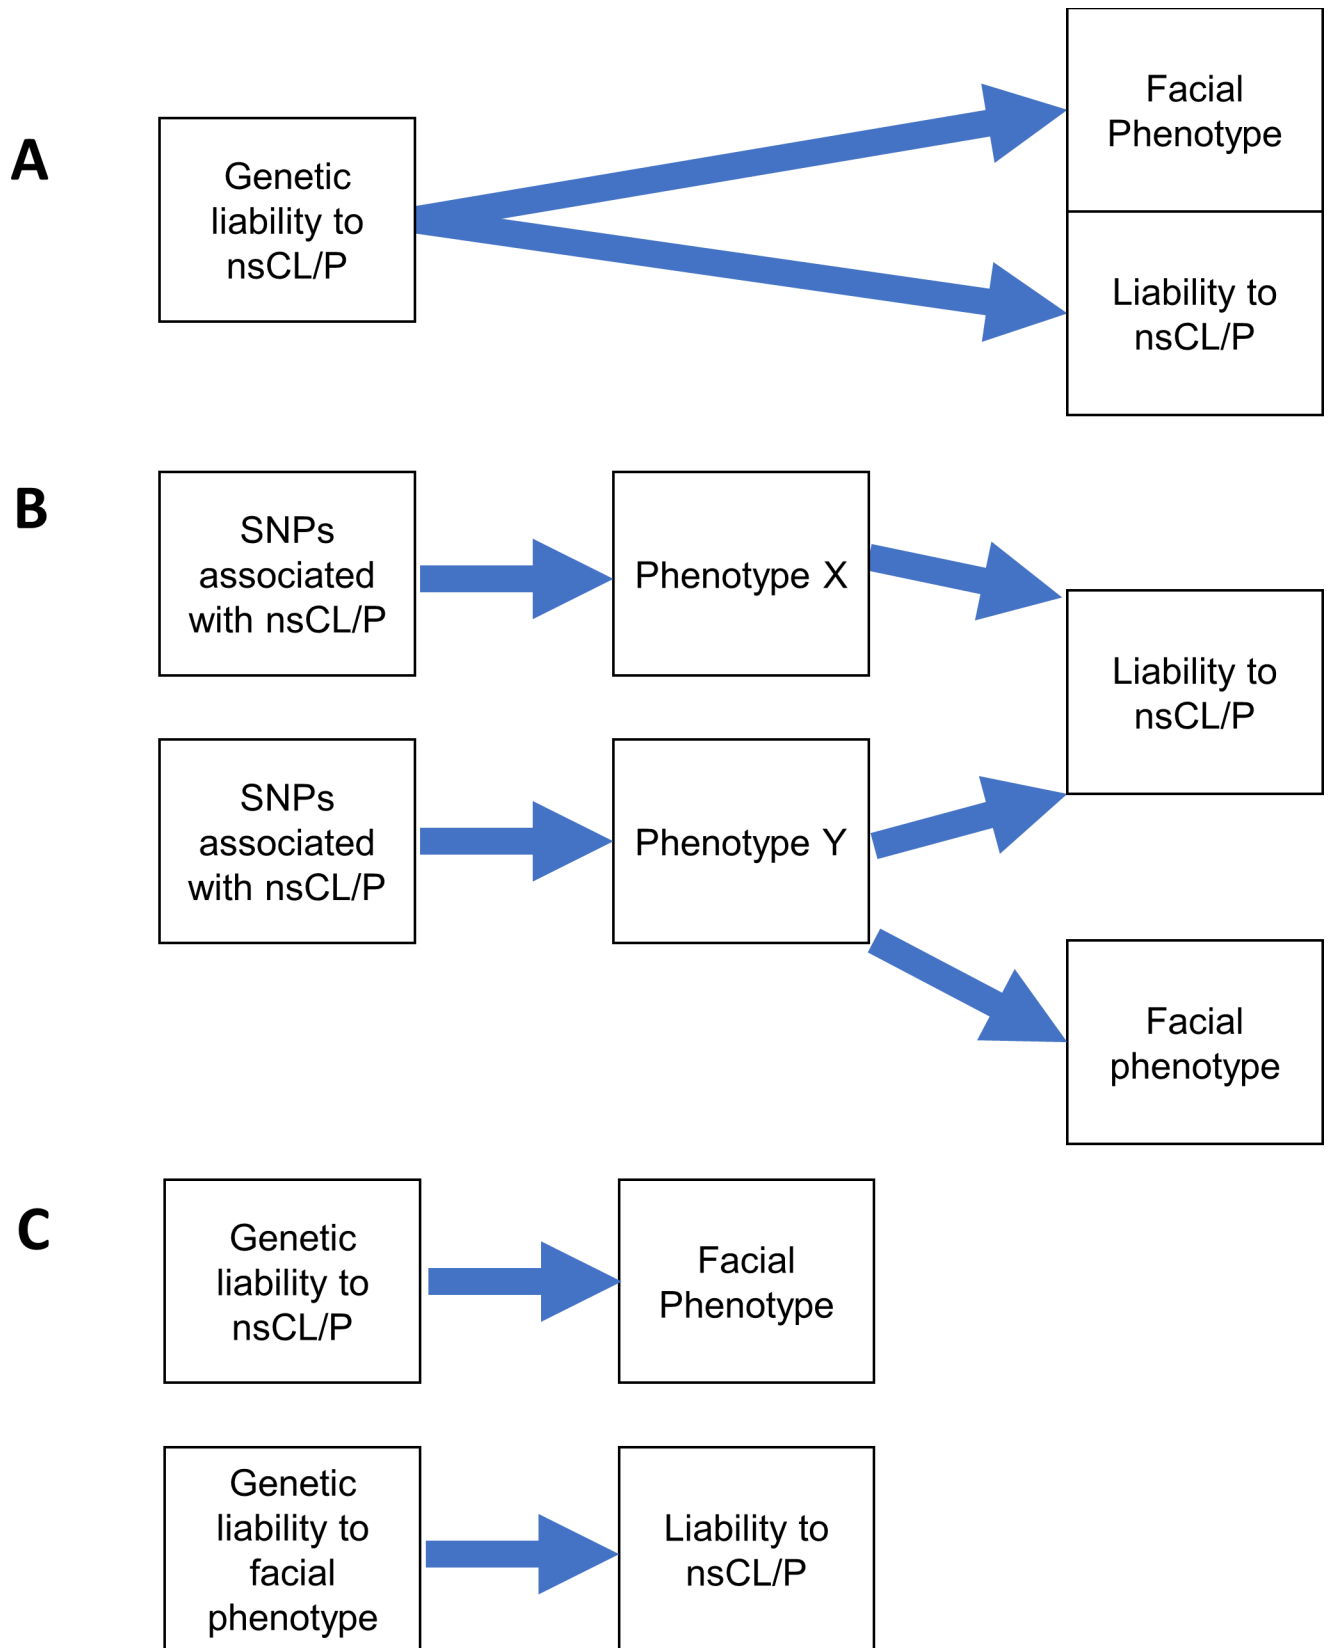 A
Genetic
liability to
nsCL/P
Facial
Phenotype
Liability to
nsCL/P
B
SNPs
associated
with nsCL/P
Phenotype X
Liability to
nsCL/P
SNPs
associated
with nsCL/P
Phenotype Y
Facial
phenotype
C
Genetic
liability to
nsCL/P
Facial
Phenotype
Genetic
liability to
facial
phenotype
Liability to
nsCL/P